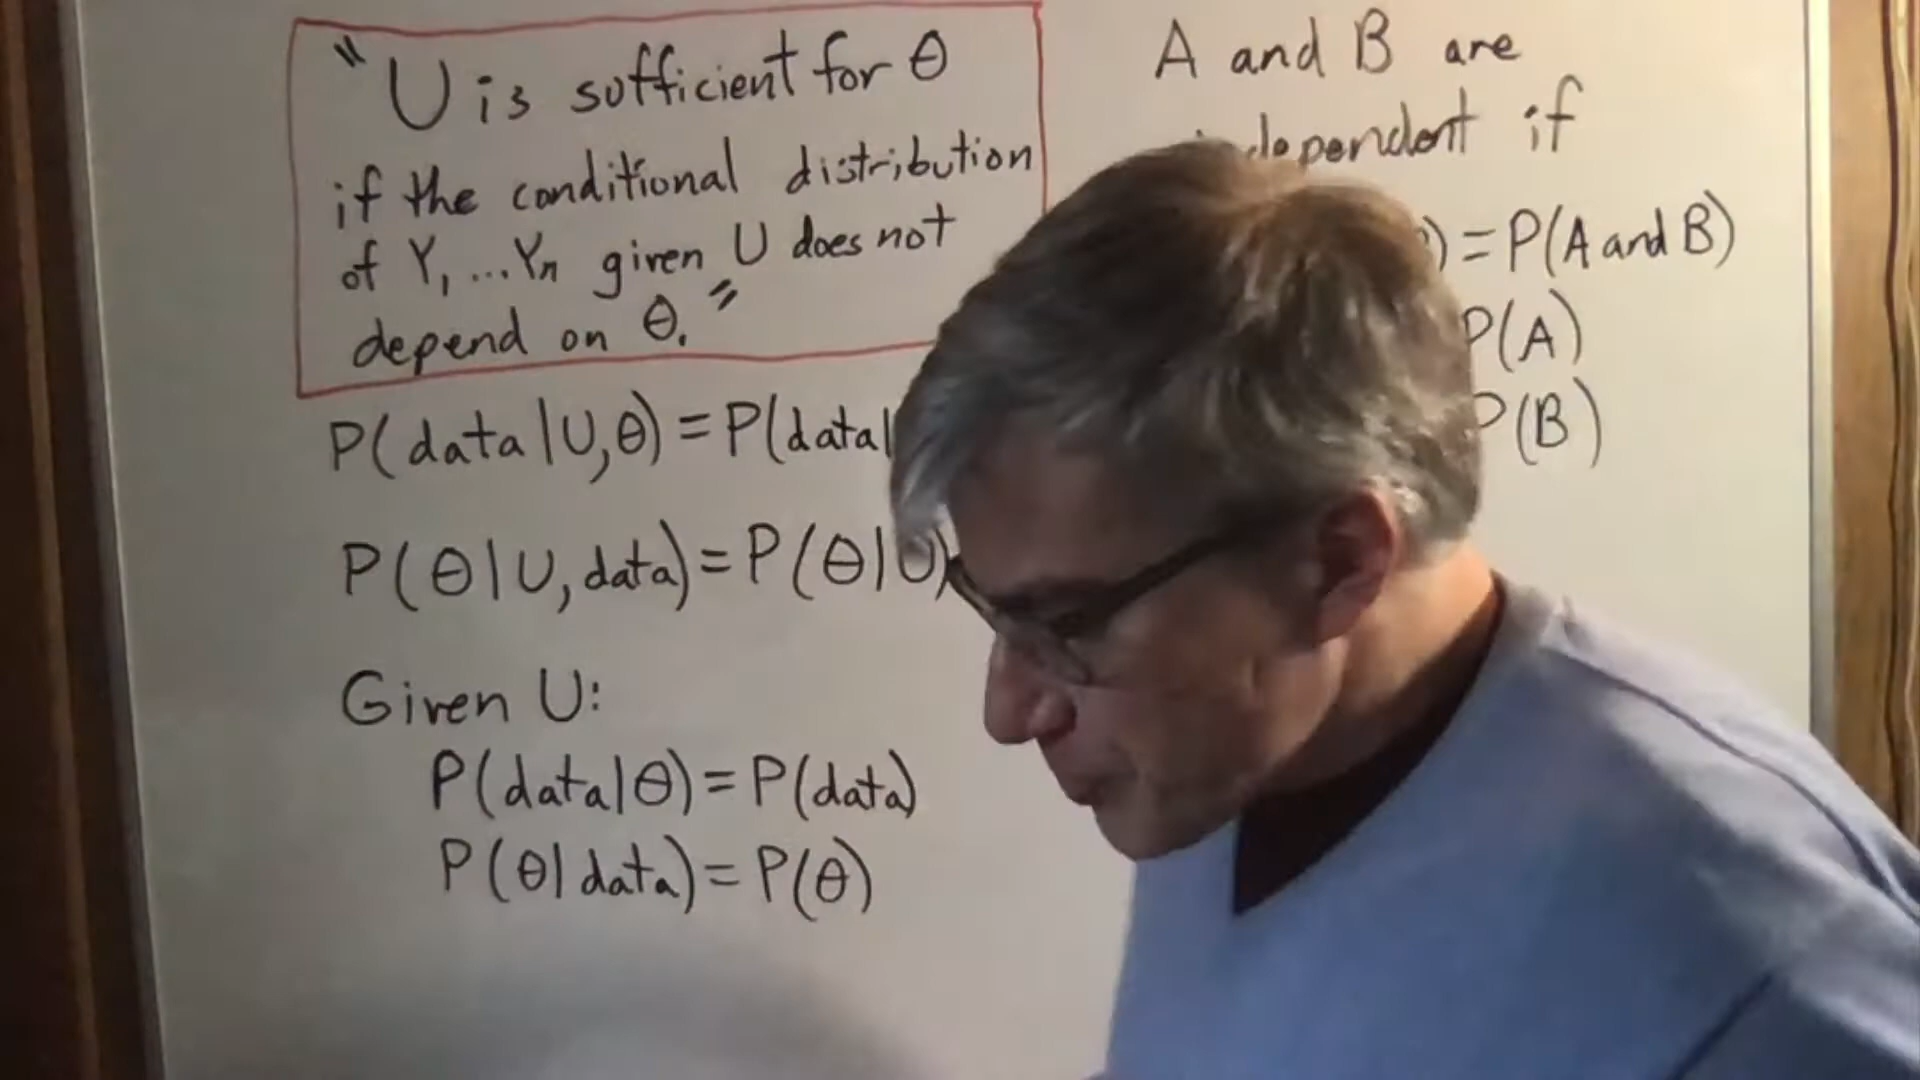 "U is sufficient for θ
if the conditional distribution
of Y₁ ... Yn given U does not
depend on θ."
P(data|U,θ) = P(data|
P(θ|U,data) = P(θ|U)
Given U:
P(data|θ) = P(data)
P(θ|data) = P(θ)
A and B are
if
) = P(A and B)
P(A)
P(B)